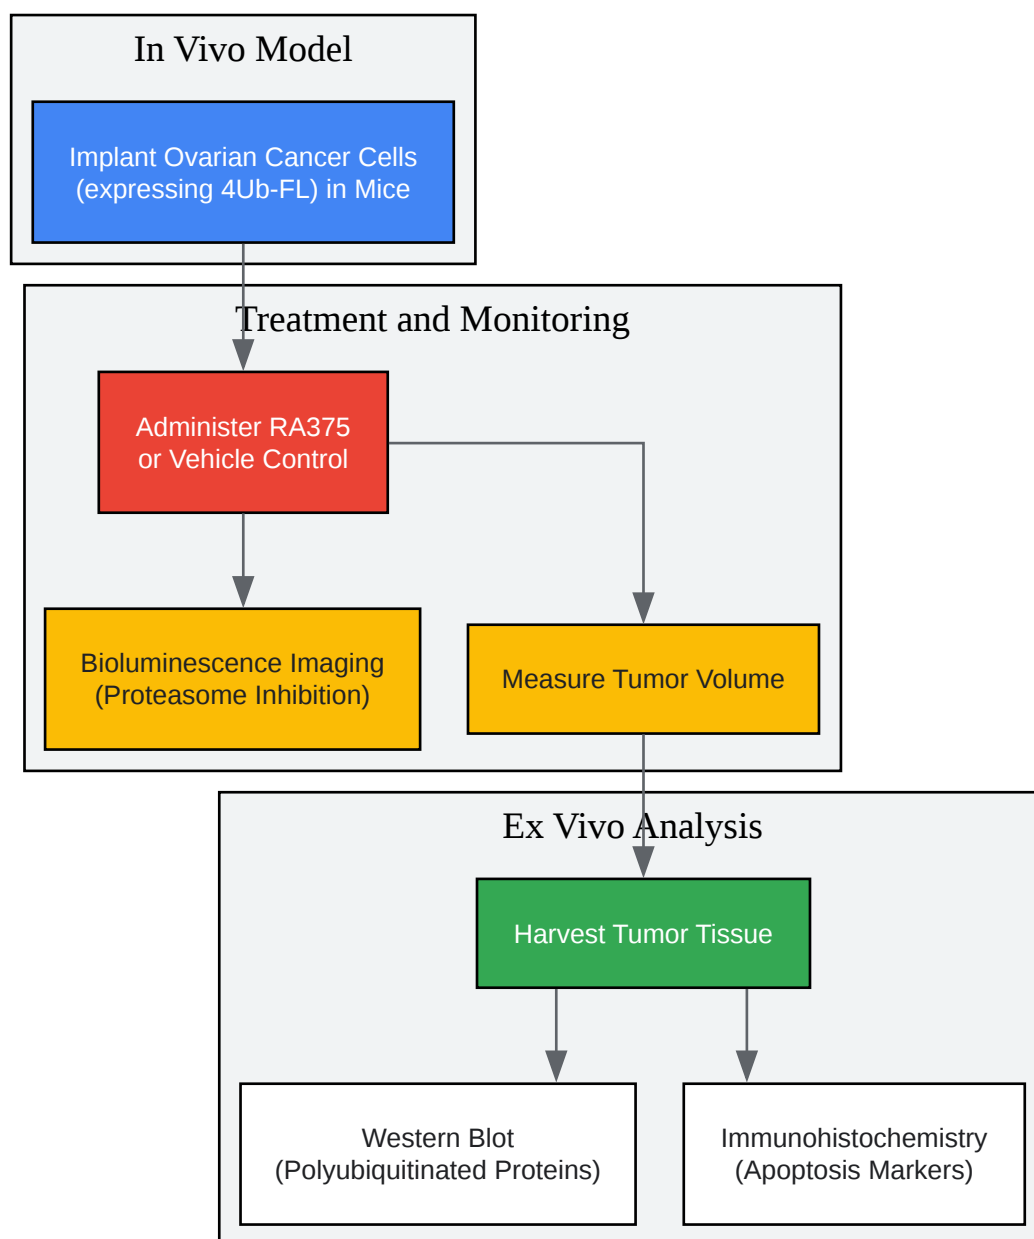 In Vivo Model
Implant Ovarian Cancer Cells
(expressing 4Ub-FL) in Mice
Treatment and Monitoring
Administer RA375
or Vehicle Control
Bioluminescence Imaging
(Proteasome Inhibition)
Measure Tumor Volume
Ex Vivo Analysis
Harvest Tumor Tissue
Western Blot
(Polyubiquitinated Proteins)
Immunohistochemistry
(Apoptosis Markers)